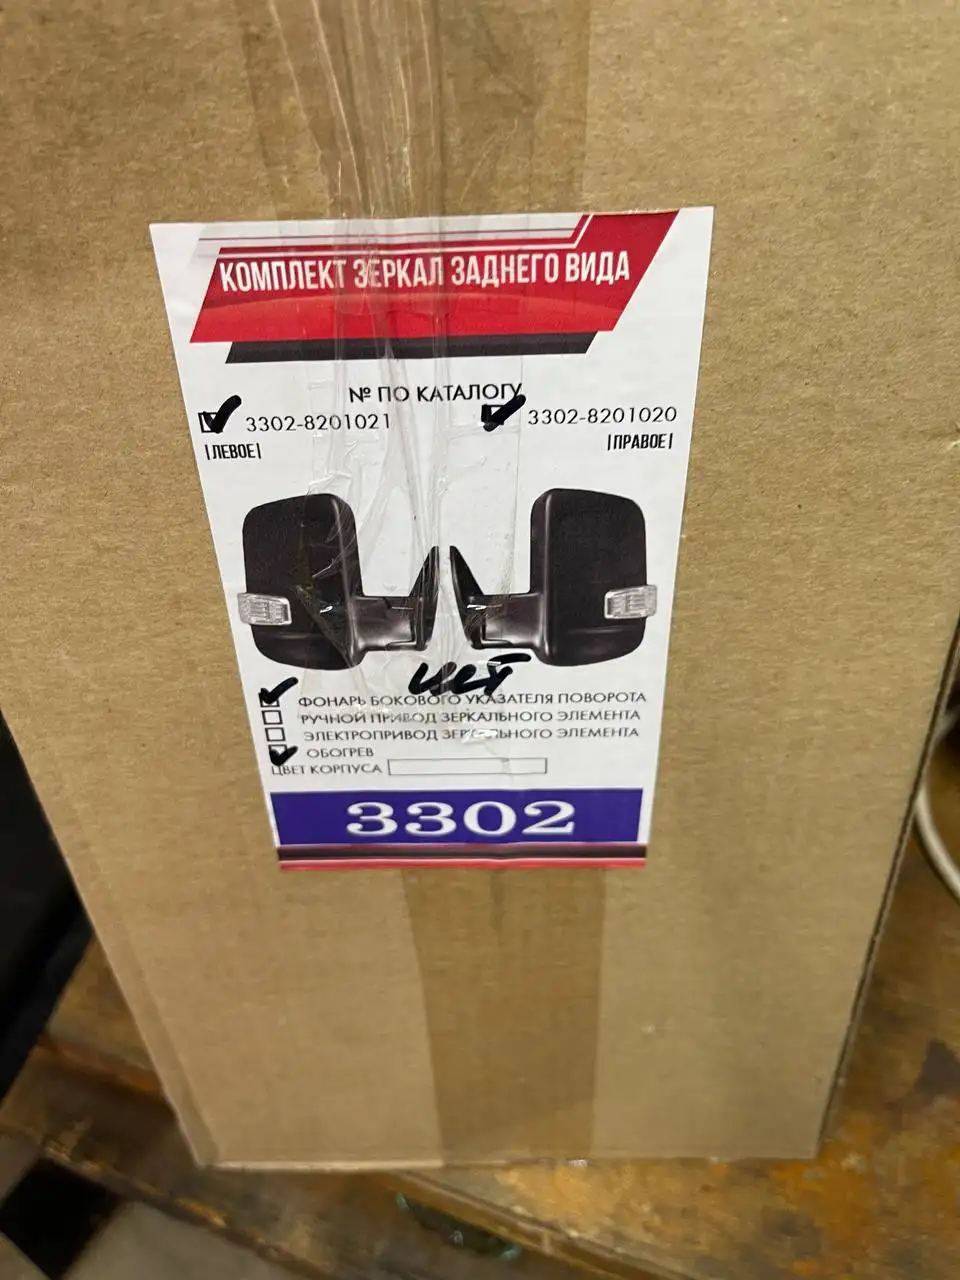 КОМПЛЕКТ ЗЕРКАЛ ЗАДНЕГО ВИДА
№ ПО КАТАЛОГУ
3302-8201021 3302-8201020
|ЛЕВОЕ| |ПРАВОЕ|
ФОНАРЬ БОКОВОГО УКАЗАТЕЛЯ ПОВОРОТА
РУЧНОЙ ПРИВОД ЗЕРКАЛЬНОГО ЭЛЕМЕНТА
ЭЛЕКТРОПРИВОД ЗЕРКАЛЬНОГО ЭЛЕМЕНТА
ОБОГРЕВ
ЦВЕТ КОРПУСА
3302